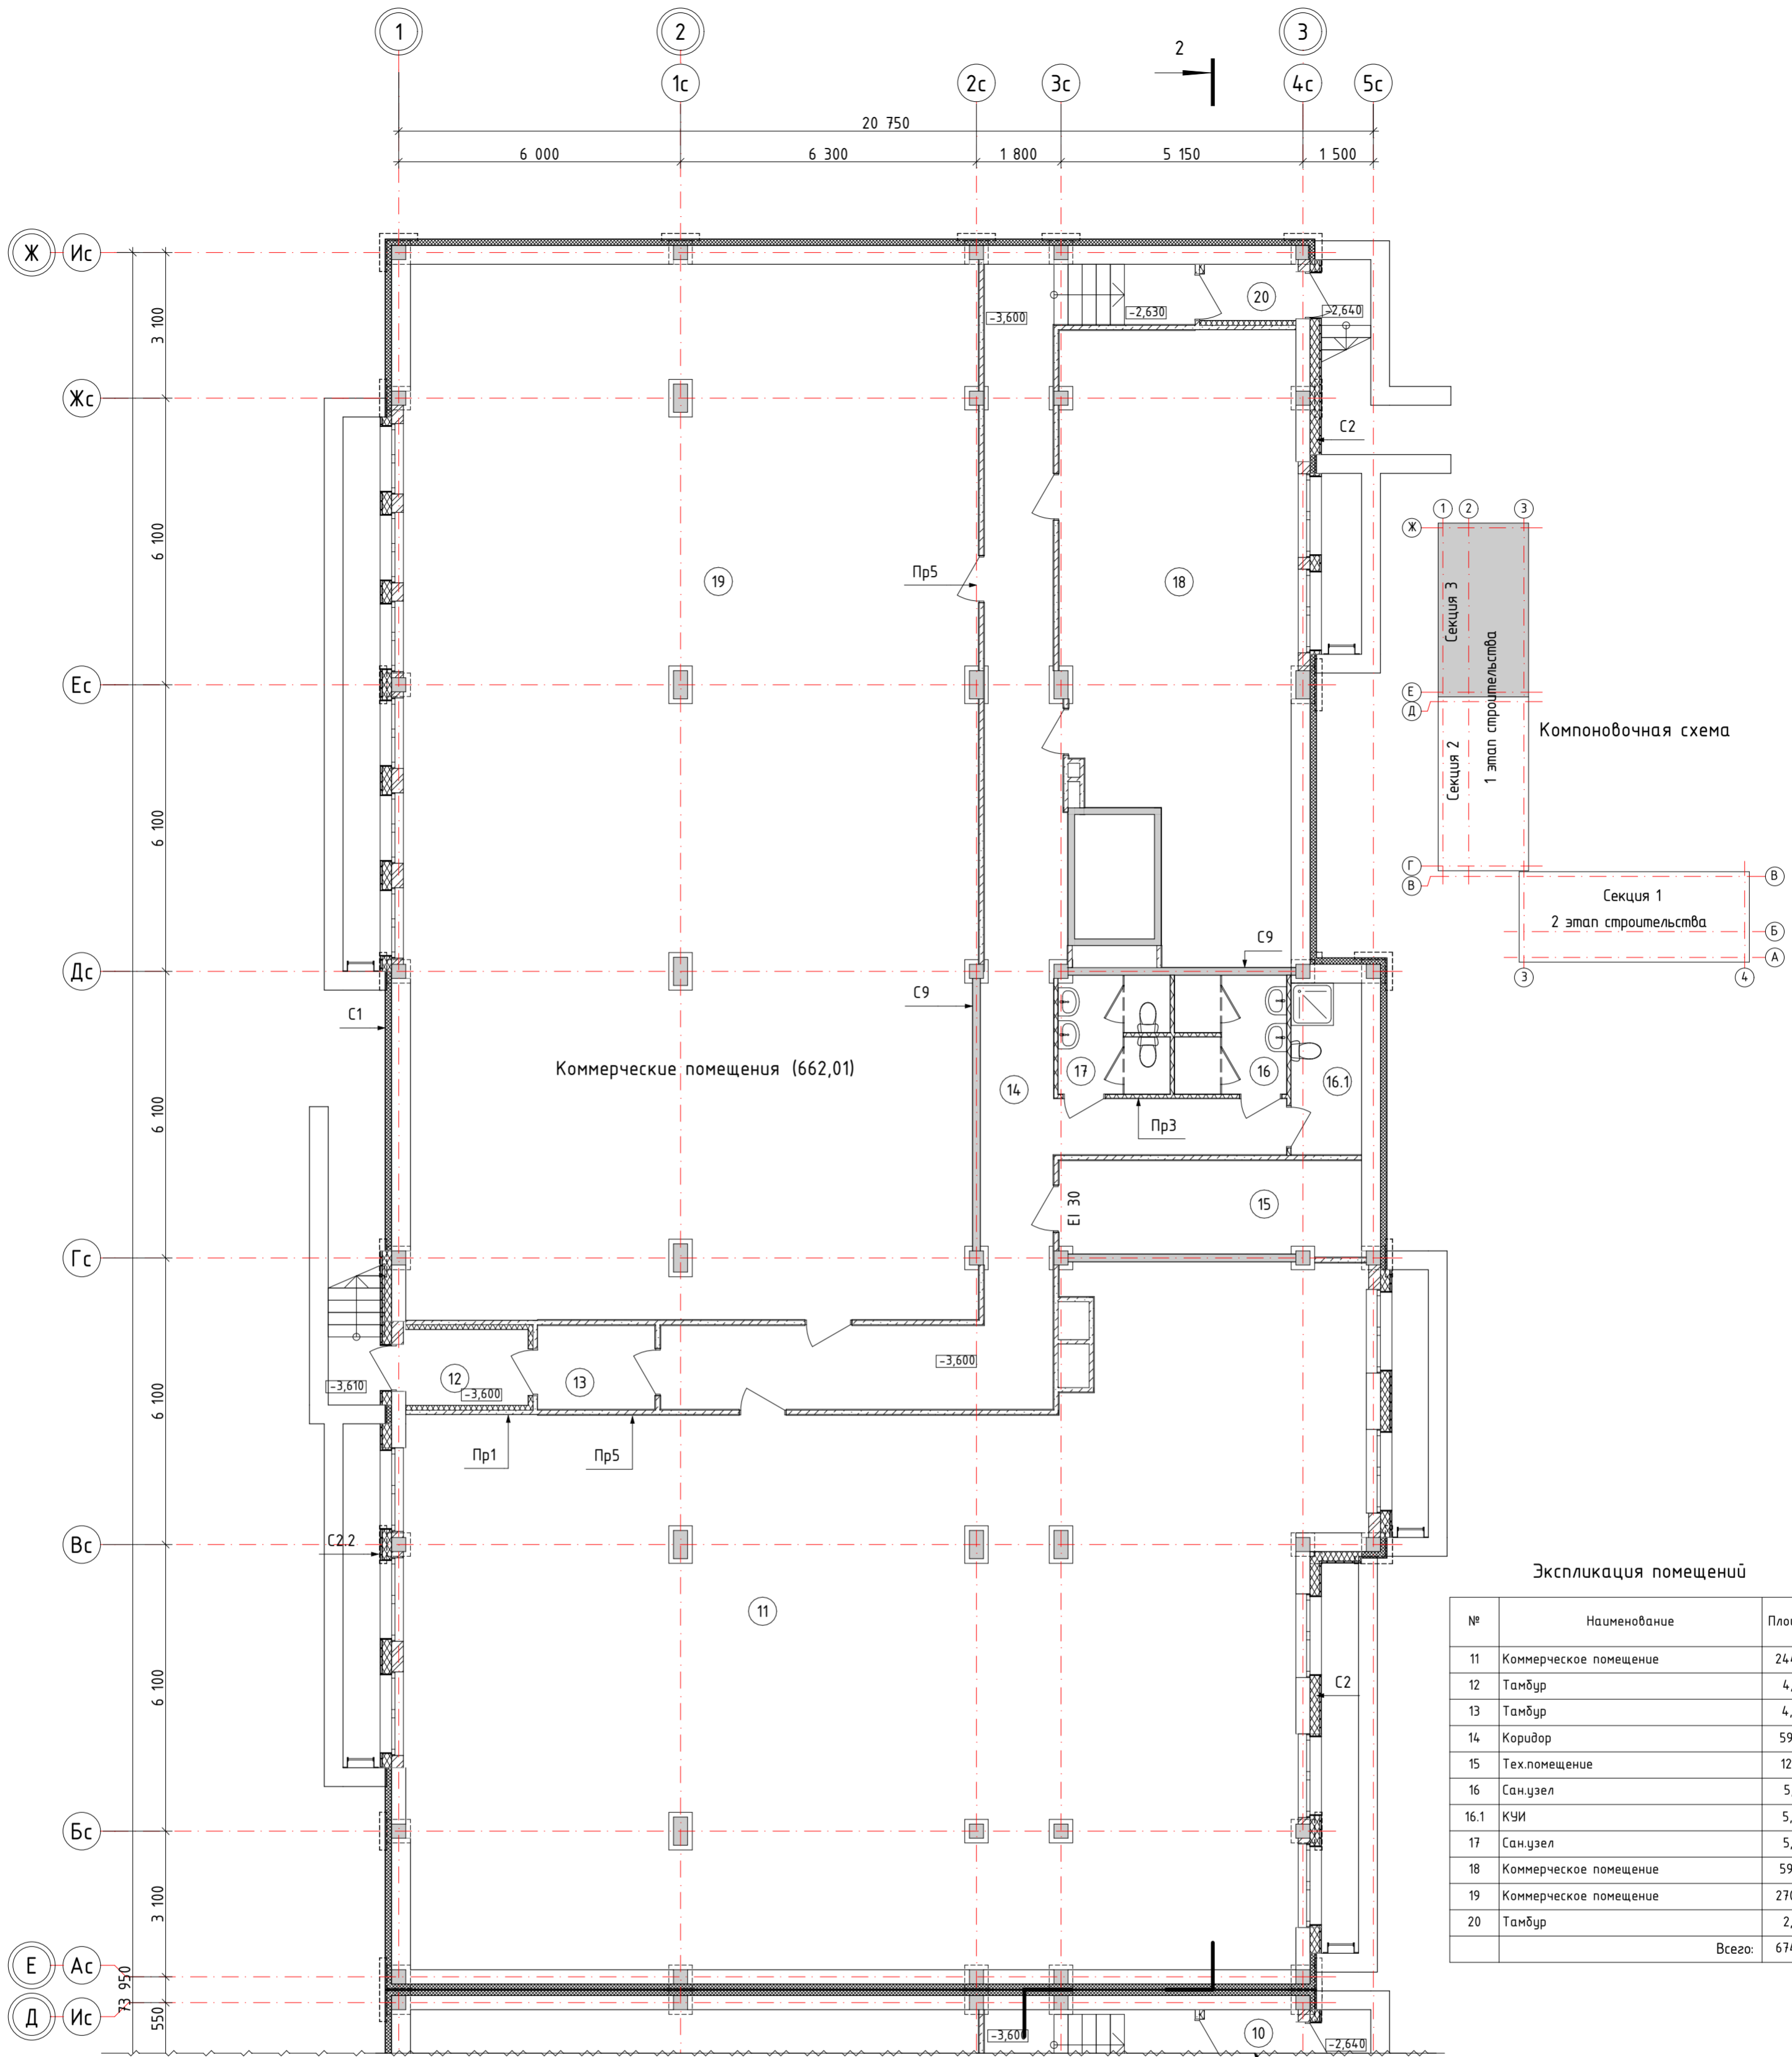 1
2
3
2
1с
2с
3с
4с
5с
20 750
6 000
6 300
1 800
5 150
1 500
Ж
Ис
3 100
20
-3,600
-2,630
-2,640
Жс
С2
6 100
19
Пр5
18
Ес
6 100
С9
Дс
С9
С1
Коммерческие помещения (662,01)
14
17
16
16.1
Пр3
6 100
EI 30
15
Гс
-3,600
-3,610
12
-3,600
13
6 100
Пр1
Пр5
Вс
С2.2
11
6 100
С2
Бс
3 100
Е
Ас
73 950
Д
Ис
550
-3,600
10
-2,640
1
2
3
Ж
Секция 3
1 этап строительства
Е
Д
Компоновочная схема
Секция 2
Г
В
В
Секция 1
2 этап строительства
Б
А
3
4
Экспликация помещений
№ Наименование
11 Коммерческое помещение
12 Тамбур
13 Тамбур
14 Коридор
15 Тех.помещение
16 Сан.узел
16.1 КУИ
17 Сан.узел
18 Коммерческое помещение
19 Коммерческое помещение
20 Тамбур
Всего: